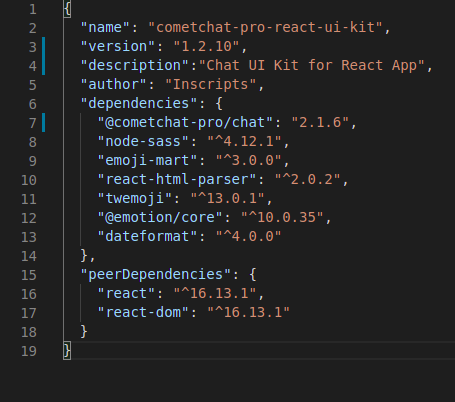 1 {
2 "name": "cometchat-pro-react-ui-kit",
3 "version": "1.2.10",
4 "description":"Chat UI Kit for React App",
5 "author": "Inscripts",
6 "dependencies": {
7 "@cometchat-pro/chat": "2.1.6",
8 "node-sass": "^4.12.1",
9 "emoji-mart": "^3.0.0",
10 "react-html-parser": "^2.0.2",
11 "twemoji": "^13.0.1",
12 "@emotion/core": "^10.0.35",
13 "dateformat": "^4.0.0"
14 },
15 "peerDependencies": {
16 "react": "^16.13.1",
17 "react-dom": "^16.13.1"
18 }
19 }